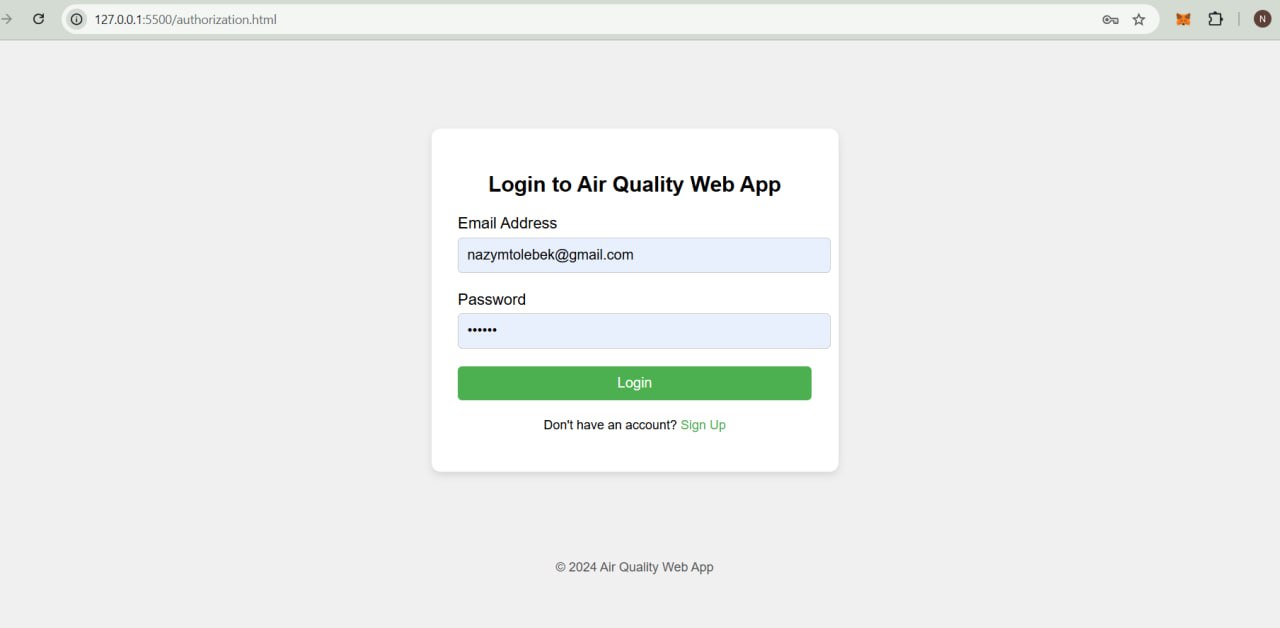 127.0.0.1:5500/authorization.html
N
Login to Air Quality Web App
Email Address
nazymtolebek@gmail.com
Password
••••••
Login
Don't have an account? Sign Up
© 2024 Air Quality Web App